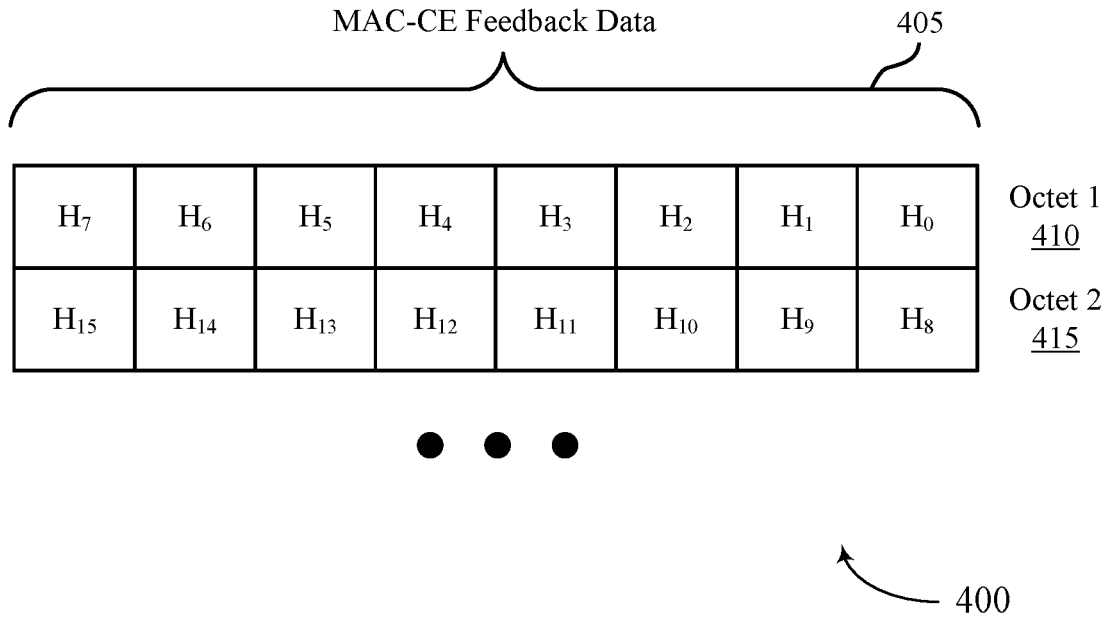 MAC-CE Feedback Data
405
H₇ H₆ H₅ H₄ H₃ H₂ H₁ H₀
Octet 1
410
H₁₅ H₁₄ H₁₃ H₁₂ H₁₁ H₁₀ H₉ H₈
Octet 2
415
400